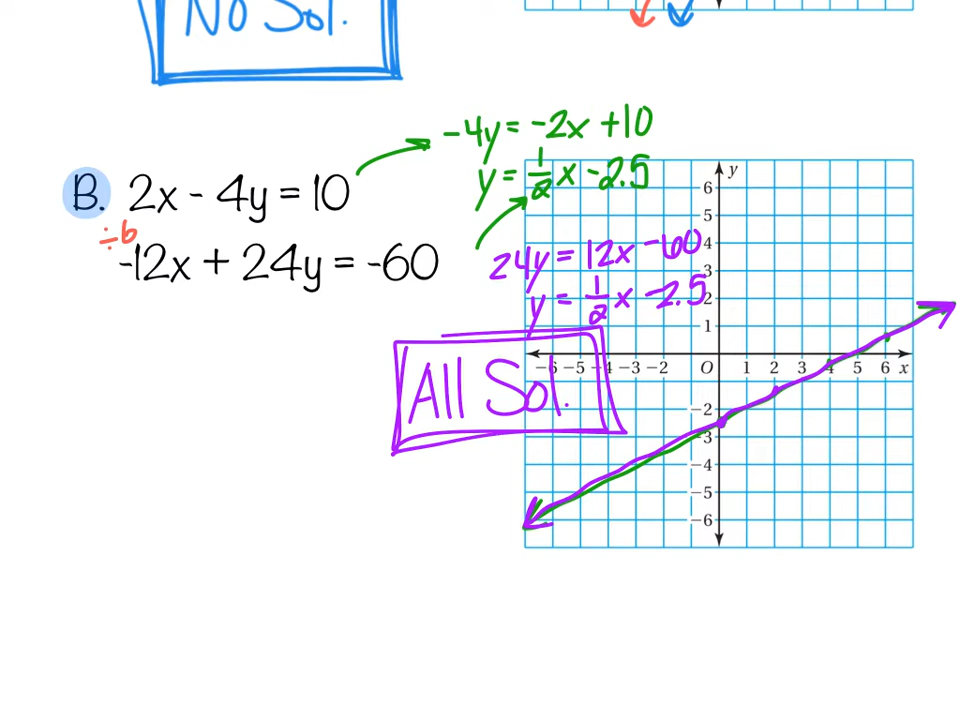 No Sol.
-4y = -2x +10
B. 2x - 4y = 10
y = 1/2 x -2.5
÷6
-12x + 24y = -60
24y = 12x -60
y = 1/2 x -2.5
All Sol.
y
6
5
4
3
2
1
-6 -5 -4 -3 -2 O 1 2 3 4 5 6 x
-2
-3
-4
-5
-6